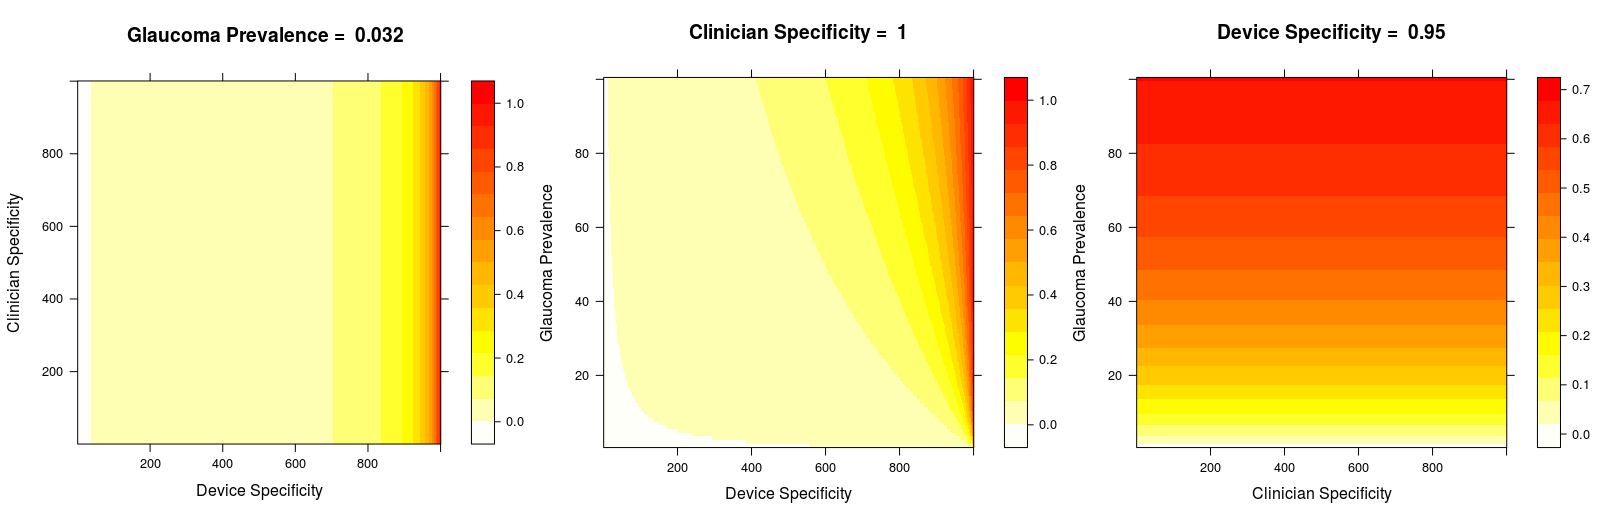 Glaucoma Prevalence = 0.032
Clinician Specificity
800
600
400
200
200 400 600 800
Device Specificity
1.0
0.8
0.6
0.4
0.2
0.0
Clinician Specificity = 1
Glaucoma Prevalence
80
60
40
20
200 400 600 800
Device Specificity
1.0
0.8
0.6
0.4
0.2
0.0
Device Specificity = 0.95
Glaucoma Prevalence
80
60
40
20
200 400 600 800
Clinician Specificity
0.7
0.6
0.5
0.4
0.3
0.2
0.1
0.0